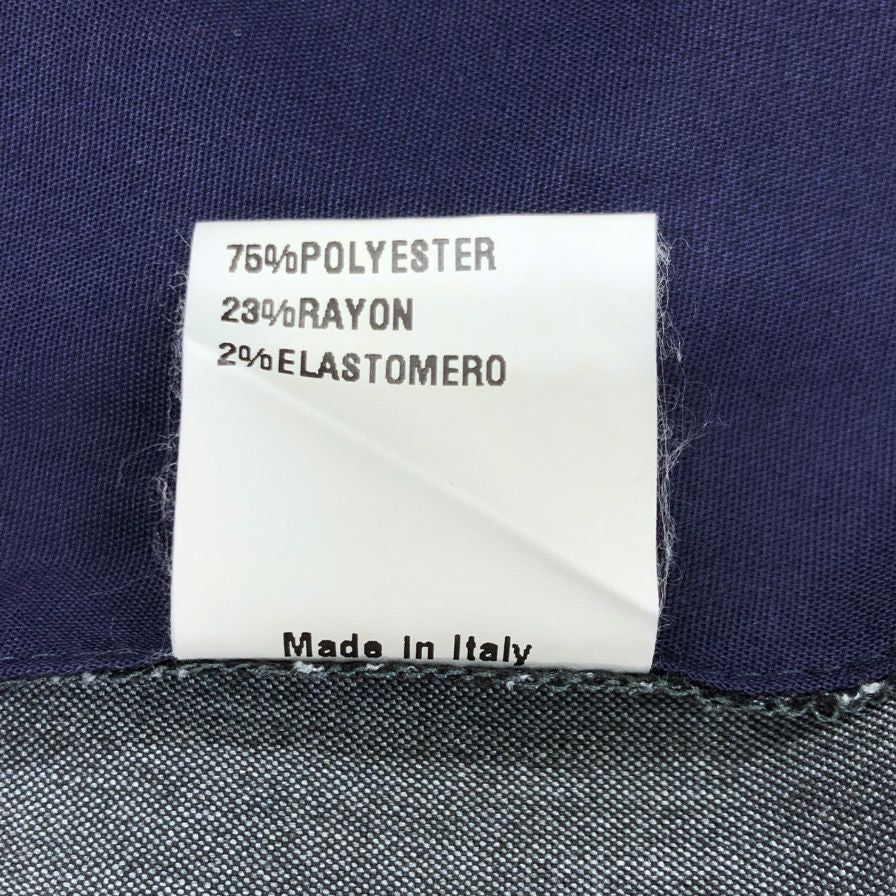 75%POLYESTER
23%RAYON
2%ELASTOMERO
Made in Italy